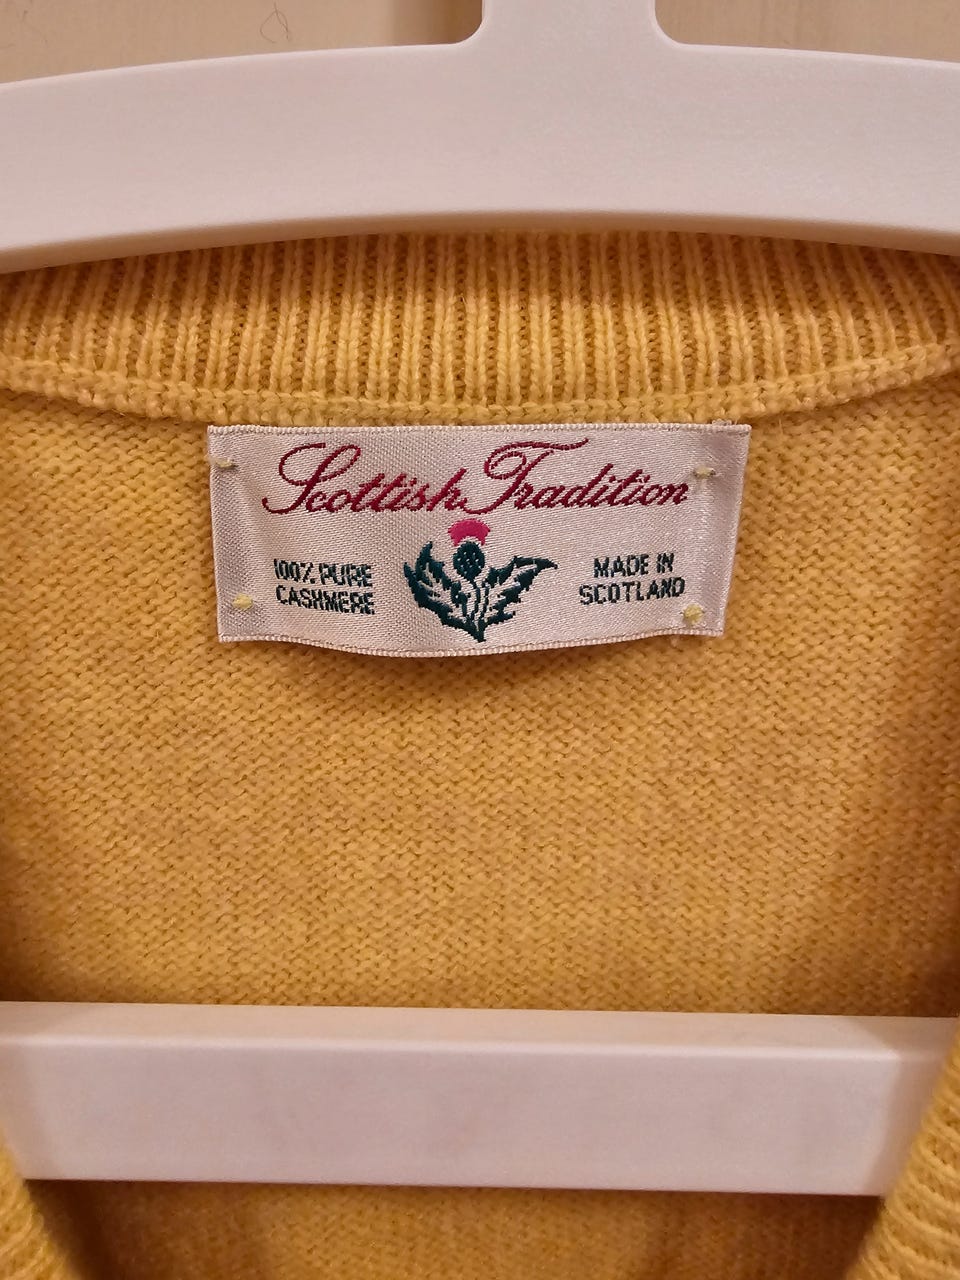 Scottish Tradition
100% PURE
CASHMERE
MADE IN
SCOTLAND